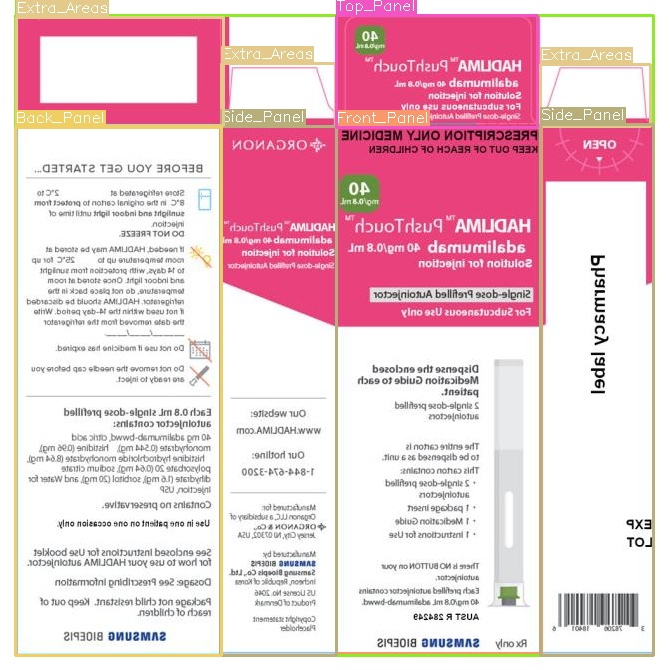 Extra_Areas
Top_Panel
40
mg/0.8 mL
HADLIMA™ PushTouch™
adalimumab 40 mg/0.8 mL
Solution for injection
For subcutaneous use only
Single-dose Prefilled Autoinjector
Extra_Areas
Extra_Areas
Back_Panel
BEFORE YOU GET STARTED...
Store refrigerated at 2°C to
8°C in the original carton to protect from
sunlight and indoor light until time of
injection.
DO NOT FREEZE.
If needed, HADLIMA may be stored at
room temperature up to 25°C for up
to 14 days, with protection from sunlight
and indoor light. Once stored at room
temperature, do not place back in the
refrigerator. HADLIMA should be discarded
if not used within the 14-day period. Write
the date removed from the refrigerator
____/____/____.
Do not use if medicine has expired.
Do not remove the needle cap before you
are ready to inject.
Each 0.8 mL single-dose prefilled
autoinjector contains:
40 mg adalimumab-bwwd, citric acid
monohydrate (0.544 mg), histidine (0.96 mg),
histidine hydrochloride monohydrate (8.64 mg),
polysorbate 20 (0.64 mg), sodium citrate
dihydrate (1.6 mg), sorbitol (20 mg), and Water for
Injection, USP
Contains no preservative.
Use in one patient on one occasion only.
See enclosed Instructions for Use booklet
for how to use your HADLIMA autoinjector.
Dosage: See Prescribing Information
Package not child resistant. Keep out of
reach of children.
SAMSUNG BIOEPIS
Side_Panel
ORGANON
HADLIMA™ PushTouch™
adalimumab 40 mg/0.8 mL
Solution for injection
Single-dose Prefilled Autoinjector
Our website:
www.HADLIMA.com
Our hotline:
1-844-674-3200
Manufactured for:
Organon LLC, a subsidiary of
ORGANON & Co.,
Jersey City, NJ 07302, USA
Manufactured by
SAMSUNG BIOEPIS
Samsung Bioepis Co., Ltd.
Incheon, Republic of Korea
US License No. 2046
Product of Denmark
Copyright statement
Placeholder
Front_Panel
PRESCRIPTION ONLY MEDICINE
KEEP OUT OF REACH OF CHILDREN
40
mg/0.8 mL
HADLIMA™ PushTouch™
adalimumab 40 mg/0.8 mL
Solution for injection
Single-dose Prefilled Autoinjector
For Subcutaneous Use only
Dispense the enclosed
Medication Guide to each
patient.
2 single-dose prefilled
autoinjectors
The entire carton is
to be dispensed as a unit.
This carton contains:
• 2 single-dose prefilled
autoinjectors
• 1 package insert
• 1 Medication Guide
• 1 Instructions for Use
There is NO BUTTON on your
autoinjector.
Each prefilled autoinjector contains
40 mg/0.8 mL adalimumab-bwwd.
AUST R 284249
Rx only
SAMSUNG BIOEPIS
Side_Panel
OPEN
Pharmacy label
EXP
LOT
3 78206 18401 6